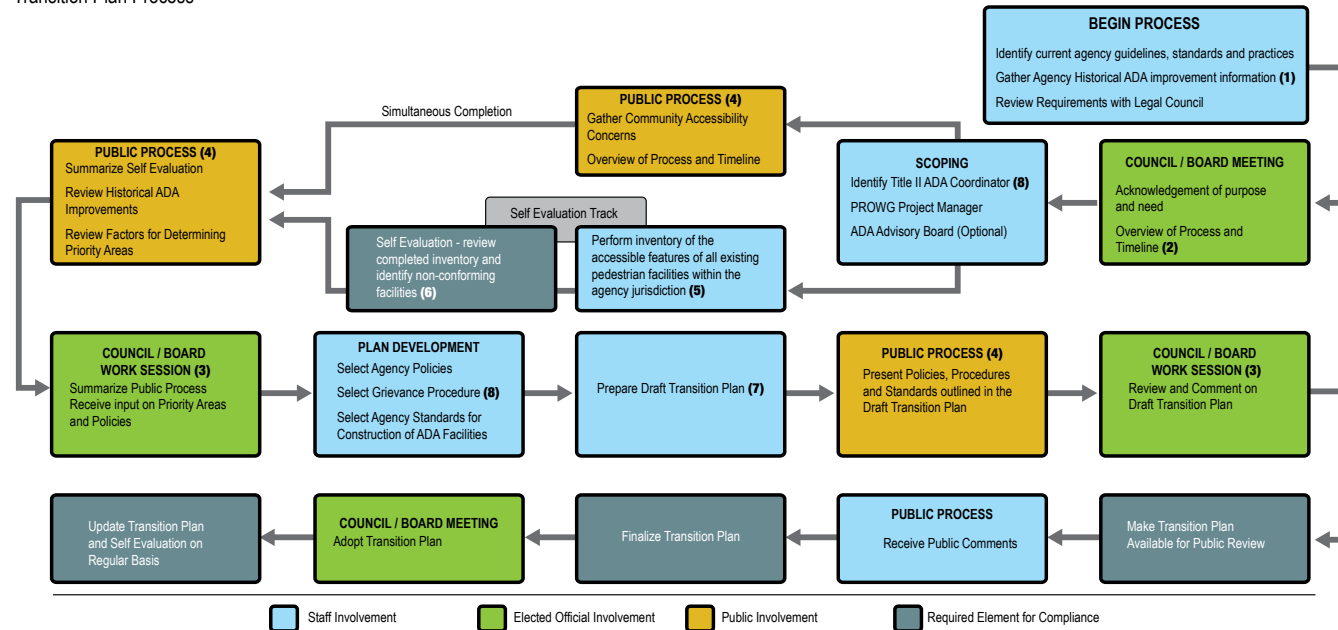 Transition Plan Process
BEGIN PROCESS
Identify current agency guidelines, standards and practices
Gather Agency Historical ADA improvement information (1)
Review Requirements with Legal Council
COUNCIL / BOARD MEETING
Acknowledgement of purpose
and need
Overview of Process and
Timeline (2)
SCOPING
Identify Title II ADA Coordinator (8)
PROWG Project Manager
ADA Advisory Board (Optional)
PUBLIC PROCESS (4)
Gather Community Accessibility
Concerns
Overview of Process and Timeline
Simultaneous Completion
Self Evaluation Track
Perform inventory of the
accessible features of all existing
pedestrian facilities within the
agency jurisdiction (5)
Self Evaluation - review
completed inventory and
identify non-conforming
facilities (6)
PUBLIC PROCESS (4)
Summarize Self Evaluation
Review Historical ADA
Improvements
Review Factors for Determining
Priority Areas
COUNCIL / BOARD
WORK SESSION (3)
Summarize Public Process
Receive input on Priority Areas
and Policies
PLAN DEVELOPMENT
Select Agency Policies
Select Grievance Procedure (8)
Select Agency Standards for
Construction of ADA Facilities
Prepare Draft Transition Plan (7)
PUBLIC PROCESS (4)
Present Policies, Procedures
and Standards outlined in the
Draft Transition Plan
COUNCIL / BOARD
WORK SESSION (3)
Review and Comment on
Draft Transition Plan
Make Transition Plan
Available for Public Review
PUBLIC PROCESS
Receive Public Comments
Finalize Transition Plan
COUNCIL / BOARD MEETING
Adopt Transition Plan
Update Transition Plan
and Self Evaluation on
Regular Basis
Staff Involvement
Elected Official Involvement
Public Involvement
Required Element for Compliance